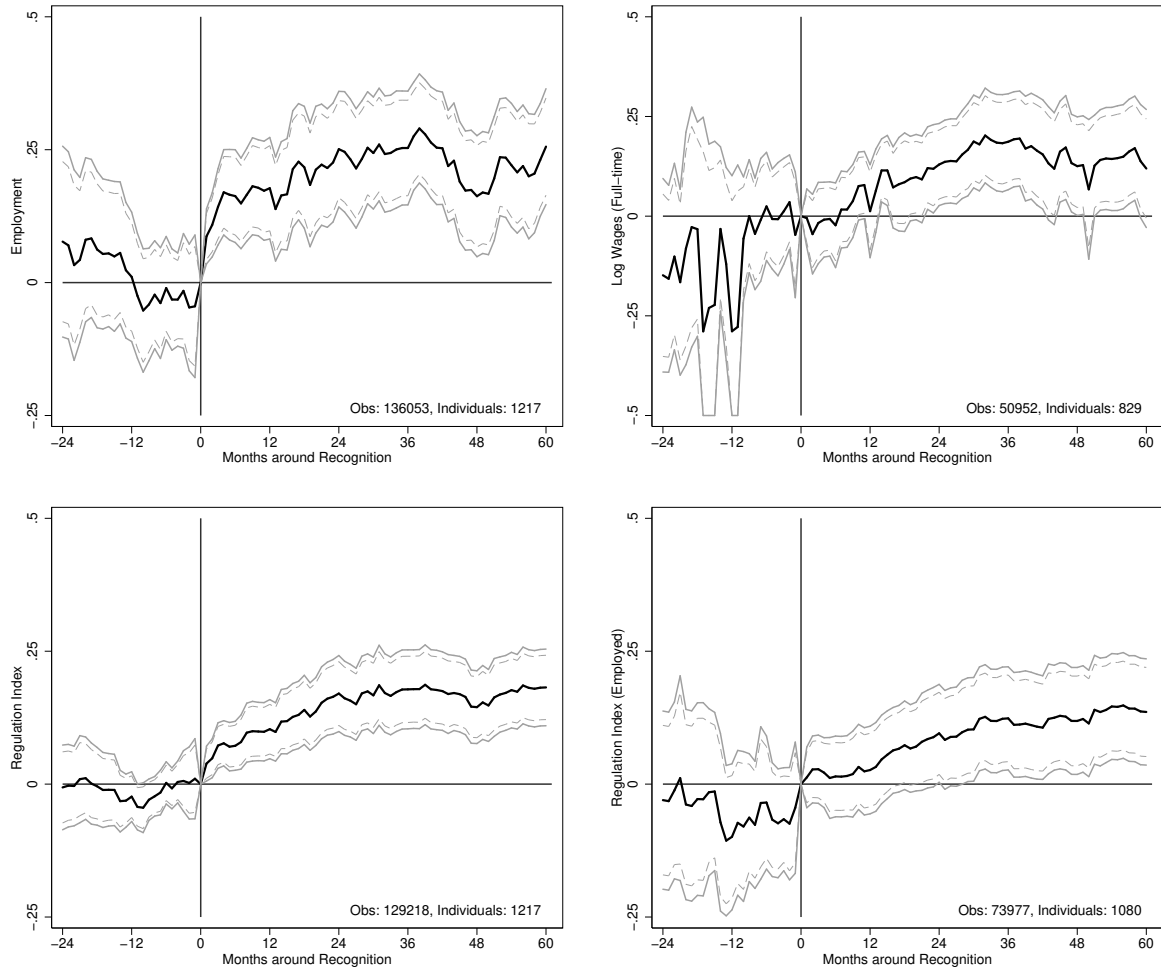 .5
.25
0
−.25
Employment
Obs: 136053, Individuals: 1217
−24 −12 0 12 24 36 48 60
Months around Recognition
.5
.25
0
−.25
−.5
Log Wages (Full−time)
Obs: 50952, Individuals: 829
−24 −12 0 12 24 36 48 60
Months around Recognition
.5
.25
0
−.25
Regulation Index
Obs: 129218, Individuals: 1217
−24 −12 0 12 24 36 48 60
Months around Recognition
.5
.25
0
−.25
Regulation Index (Employed)
Obs: 73977, Individuals: 1080
−24 −12 0 12 24 36 48 60
Months around Recognition